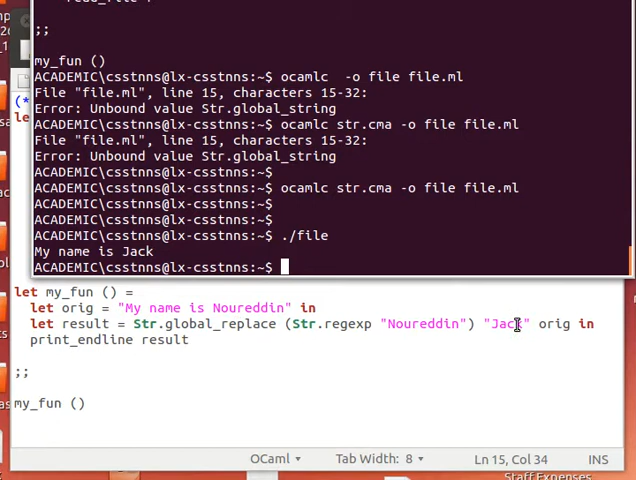 ;;
my_fun ()
ACADEMIC\csstnns@lx-csstnns:~$ ocamlc  -o file file.ml
File "file.ml", line 15, characters 15-32:
Error: Unbound value Str.global_string
ACADEMIC\csstnns@lx-csstnns:~$ ocamlc str.cma -o file file.ml
File "file.ml", line 15, characters 15-32:
Error: Unbound value Str.global_string
ACADEMIC\csstnns@lx-csstnns:~$
ACADEMIC\csstnns@lx-csstnns:~$ ocamlc str.cma -o file file.ml
ACADEMIC\csstnns@lx-csstnns:~$
ACADEMIC\csstnns@lx-csstnns:~$
ACADEMIC\csstnns@lx-csstnns:~$ ./file
My name is Jack
ACADEMIC\csstnns@lx-csstnns:~$
(*
le
let my_fun () =
  let orig = "My name is Noureddin" in
  let result = Str.global_replace (Str.regexp "Noureddin") "Jack" orig in
  print_endline result
;;
my_fun ()
OCaml Tab Width: 8 Ln 15, Col 34 INS
Staff Expenses